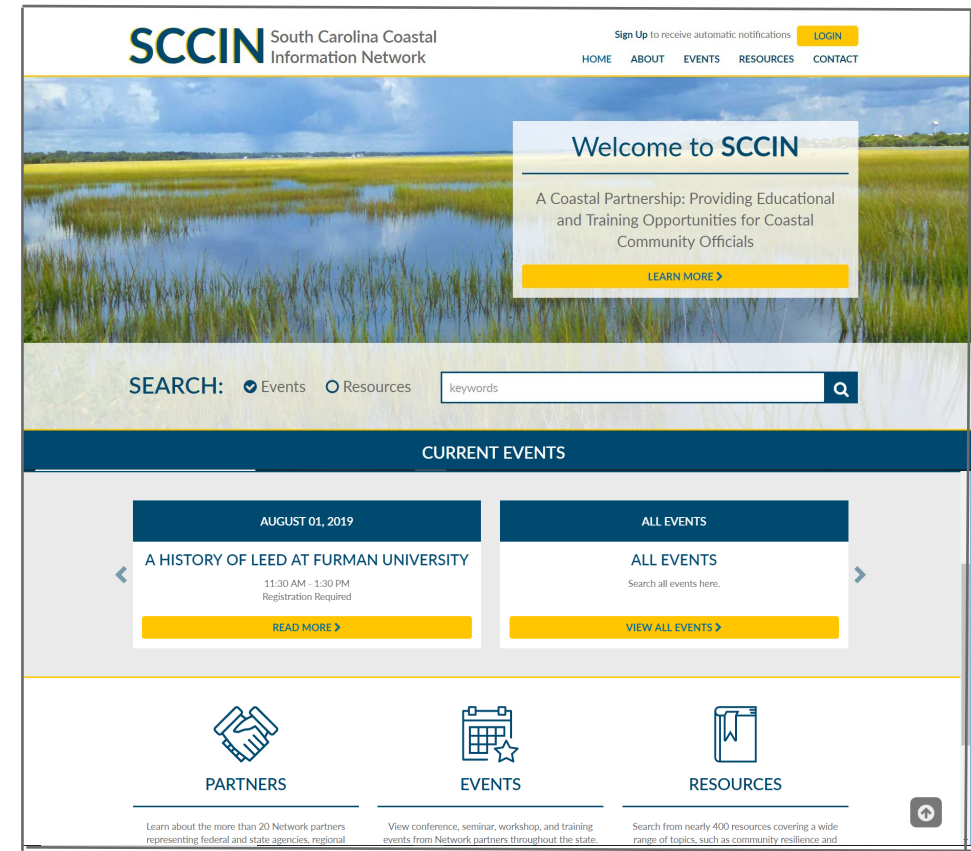 SCCIN South Carolina Coastal
Information Network
Sign Up to receive automatic notifications LOGIN
HOME ABOUT EVENTS RESOURCES CONTACT
Welcome to SCCIN
A Coastal Partnership: Providing Educational
and Training Opportunities for Coastal
Community Officials
LEARN MORE
SEARCH: Events Resources keywords
CURRENT EVENTS
AUGUST 01, 2019
A HISTORY OF LEED AT FURMAN UNIVERSITY
11:30 AM - 1:30 PM
Registration Required
READ MORE
ALL EVENTS
ALL EVENTS
Search all events here.
VIEW ALL EVENTS
PARTNERS
Learn about the more than 20 Network partners
representing federal and state agencies, regional
EVENTS
View conference, seminar, workshop, and training
events from Network partners throughout the state.
RESOURCES
Search from nearly 400 resources covering a wide
range of topics, such as community resilience and